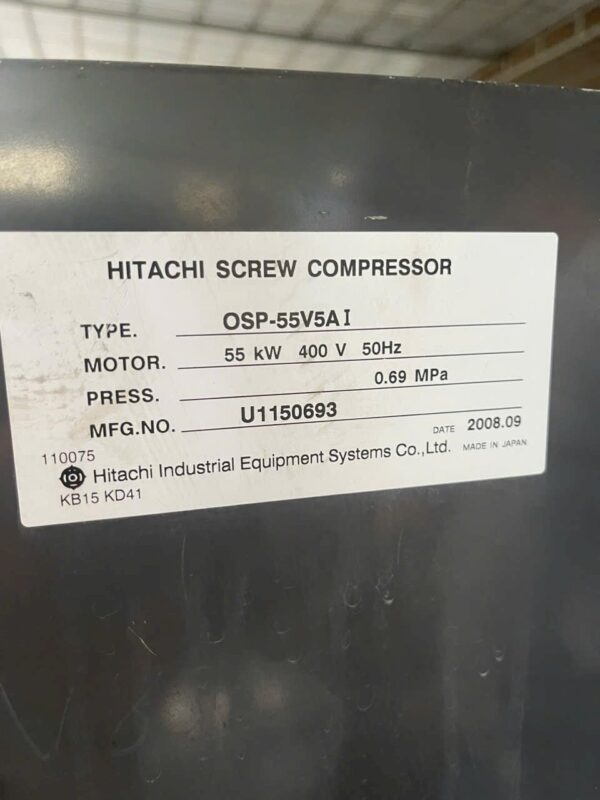 HITACHI SCREW COMPRESSOR
TYPE. OSP-55V5AI
MOTOR. 55 kW 400 V 50Hz
PRESS. 0.69 MPa
MFG.NO. U1150693
DATE 2008.09
110075
Hitachi Industrial Equipment Systems Co.,Ltd. MADE IN JAPAN
KB15 KD41